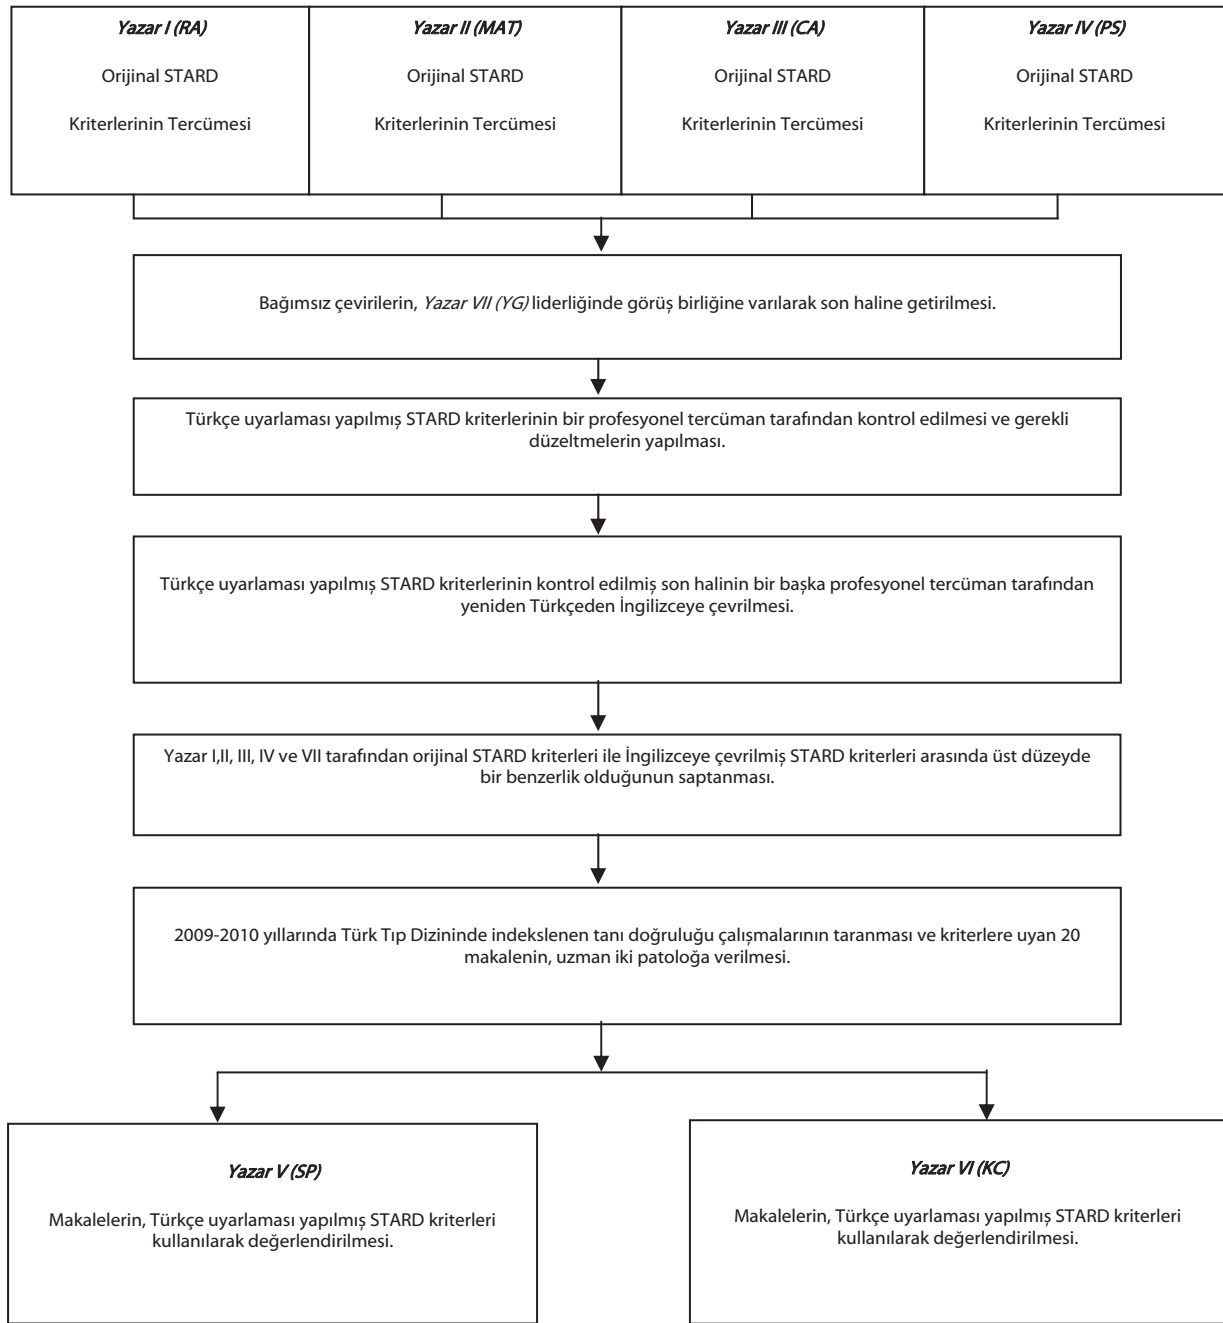 Yazar I (RA)
Orijinal STARD
Kriterlerinin Tercümesi
Yazar II (MAT)
Orijinal STARD
Kriterlerinin Tercümesi
Yazar III (CA)
Orijinal STARD
Kriterlerinin Tercümesi
Yazar IV (PS)
Orijinal STARD
Kriterlerinin Tercümesi
Bağımsız çevirilerin, Yazar VII (YG) liderliğinde görüş birliğine varılarak son haline getirilmesi.
Türkçe uyarlaması yapılmış STARD kriterlerinin bir profesyonel tercüman tarafından kontrol edilmesi ve gerekli
düzeltmelerin yapılması.
Türkçe uyarlaması yapılmış STARD kriterlerinin kontrol edilmiş son halinin bir başka profesyonel tercüman tarafından
yeniden Türkçeden İngilizceye çevrilmesi.
Yazar I,II, III, IV ve VII tarafından orijinal STARD kriterleri ile İngilizceye çevrilmiş STARD kriterleri arasında üst düzeyde
bir benzerlik olduğunun saptanması.
2009-2010 yıllarında Türk Tıp Dizininde indekslenen tanı doğruluğu çalışmalarının taranması ve kriterlere uyan 20
makalenin, uzman iki patoloğa verilmesi.
Yazar V (SP)
Makalelerin, Türkçe uyarlaması yapılmış STARD kriterleri
kullanılarak değerlendirilmesi.
Yazar VI (KC)
Makalelerin, Türkçe uyarlaması yapılmış STARD kriterleri
kullanılarak değerlendirilmesi.